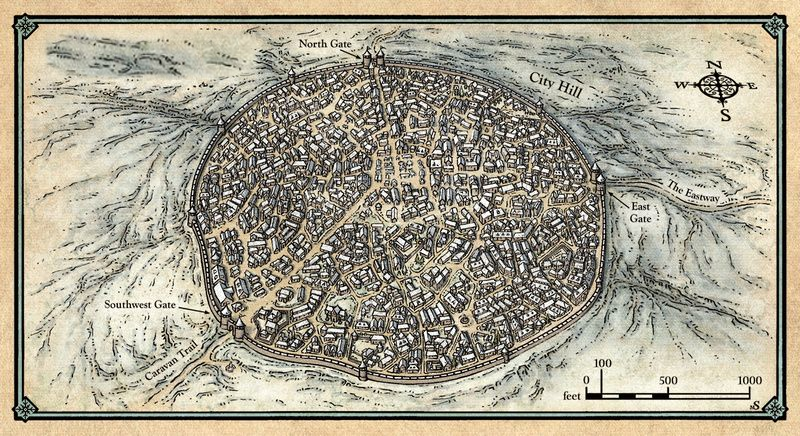 North Gate
City Hill
N
W E
S
The Eastway
East
Gate
Southwest Gate
Caravan Trail
100
0 500 1000
feet